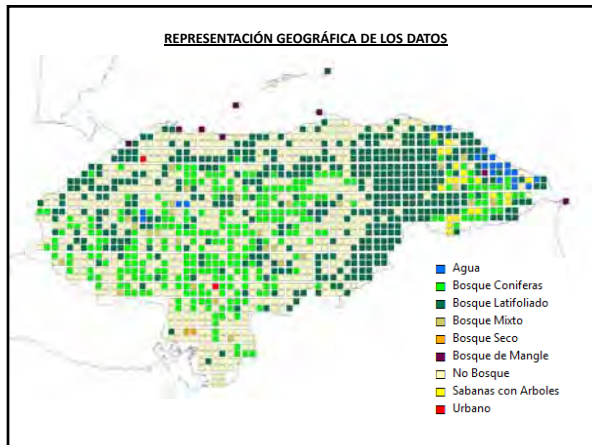 REPRESENTACIÓN GEOGRÁFICA DE LOS DATOS
Agua
Bosque Coniferas
Bosque Latifoliado
Bosque Mixto
Bosque Seco
Bosque de Mangle
No Bosque
Sabanas con Arboles
Urbano